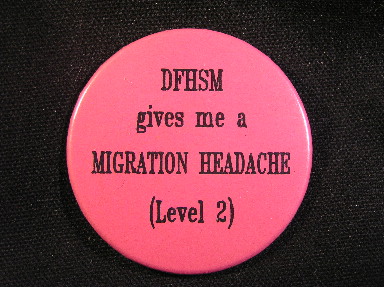 DFHSM
gives me a
MIGRATION HEADACHE
(Level 2)